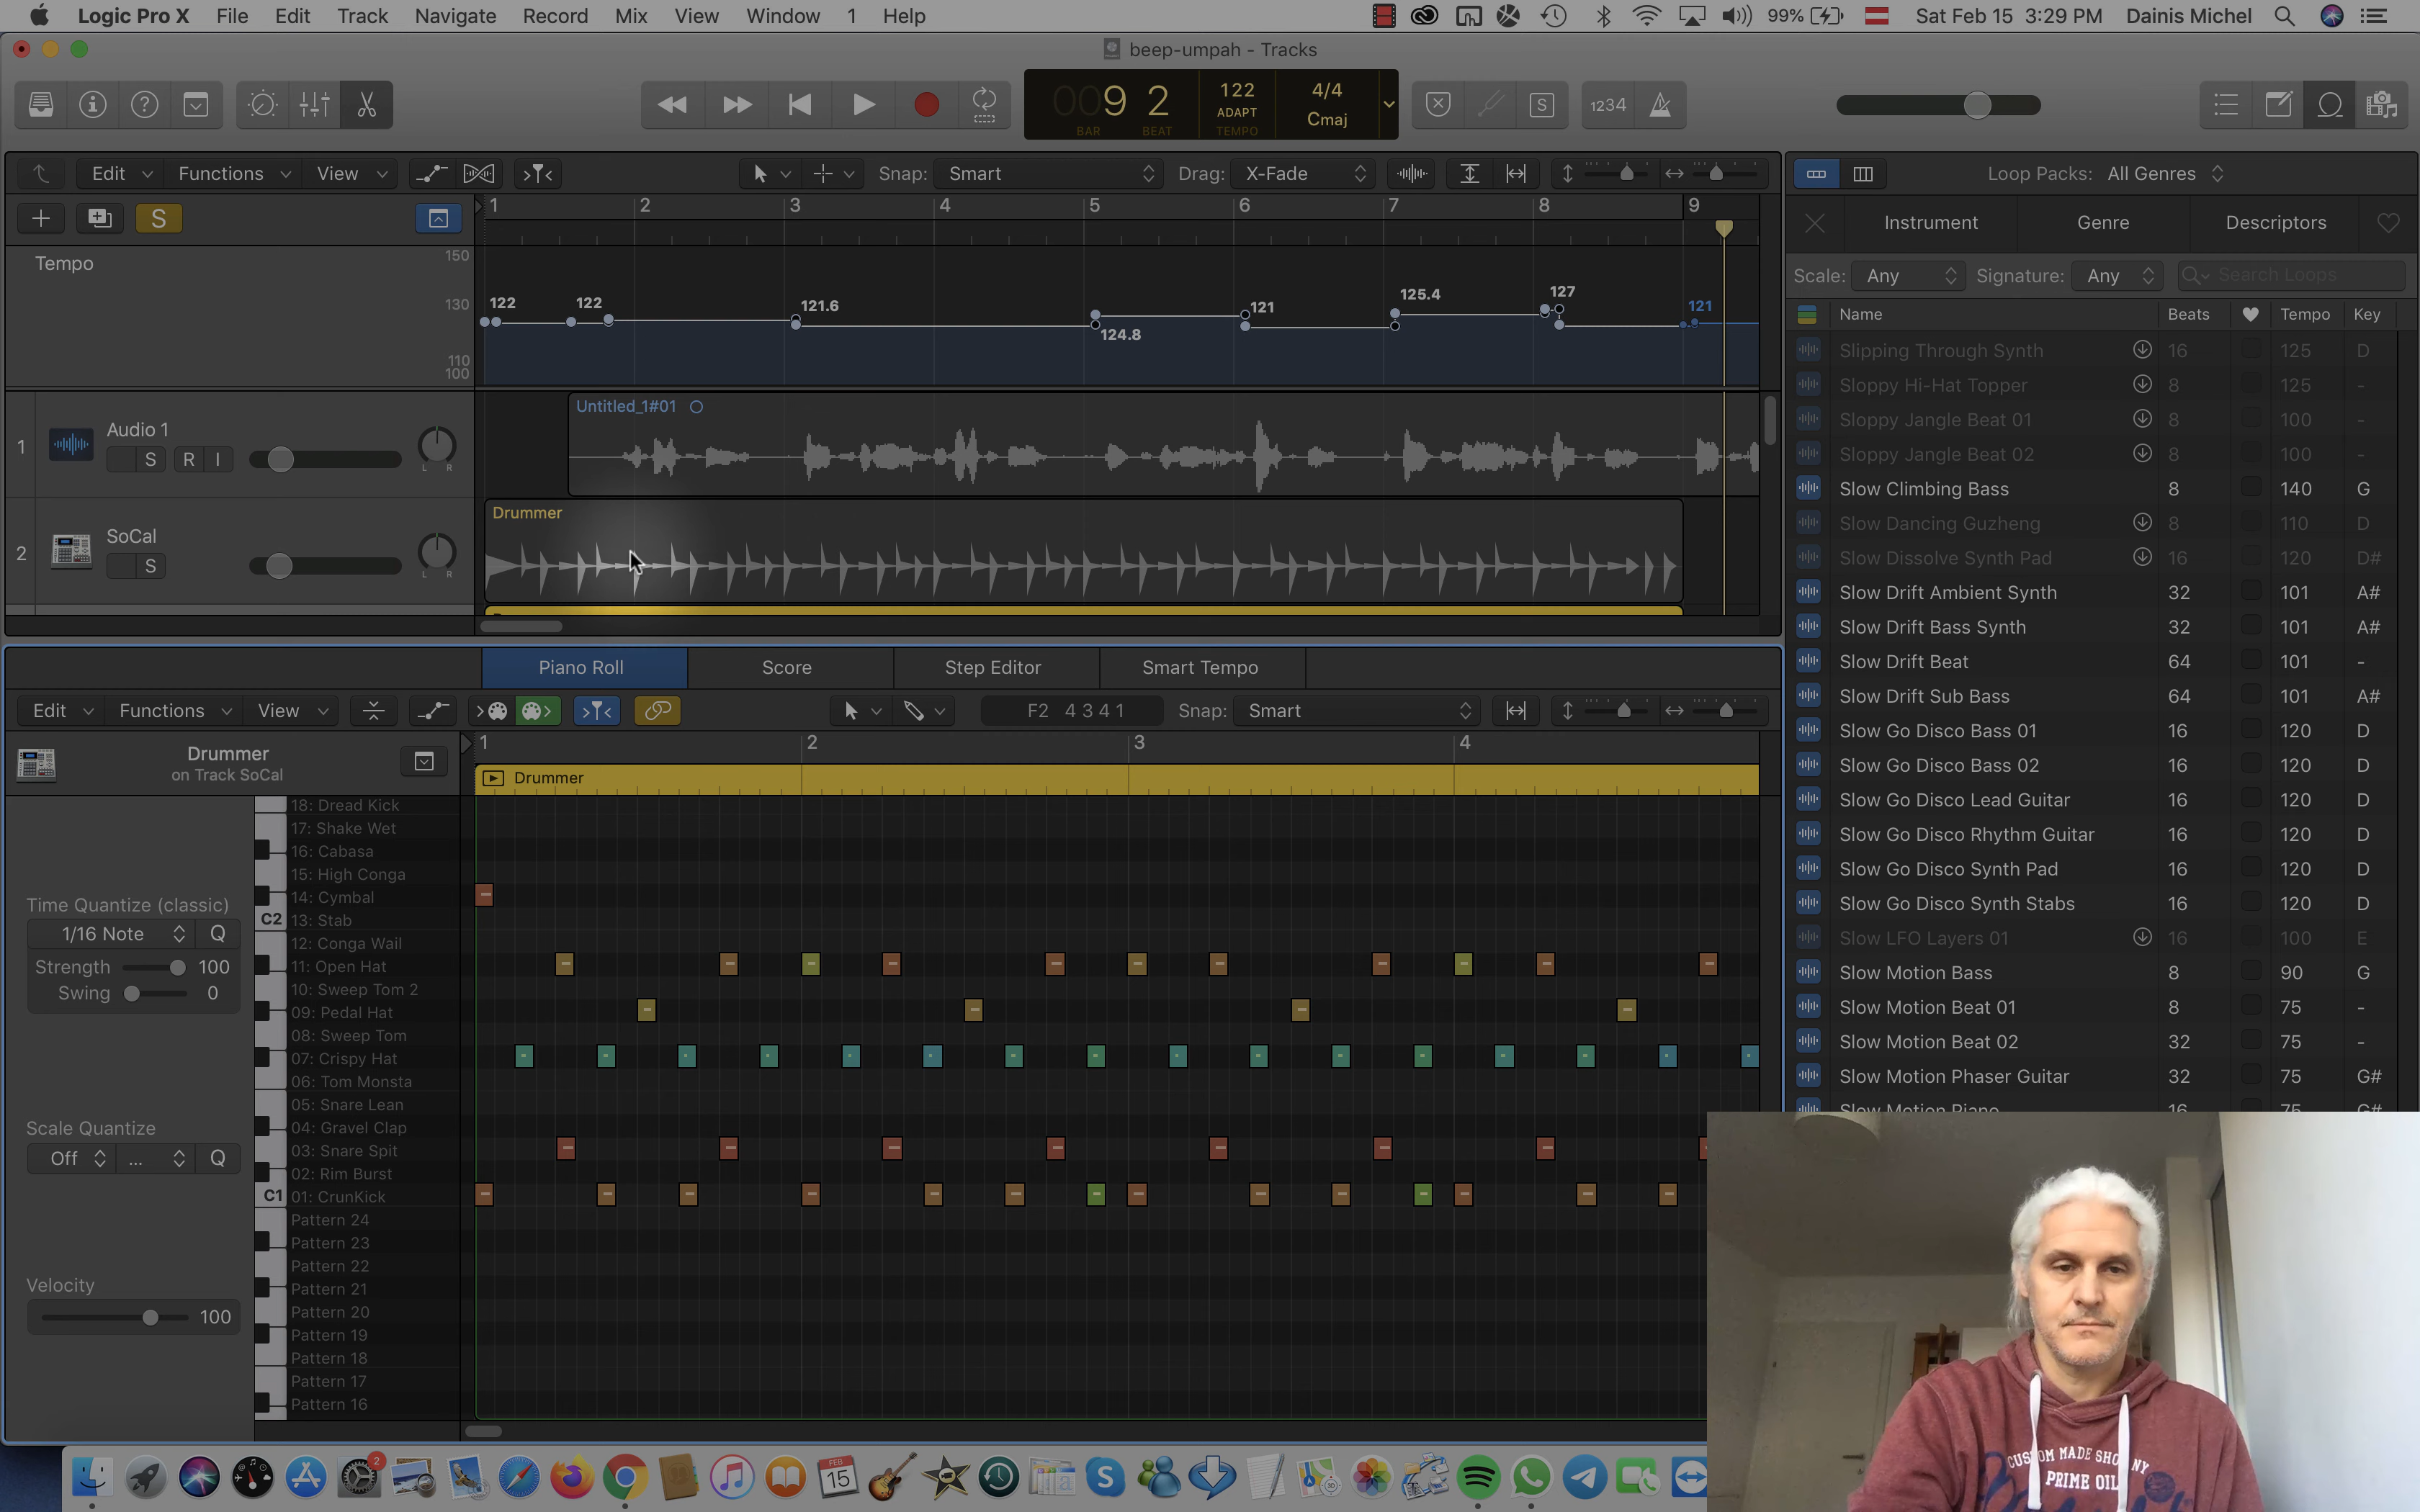 Logic Pro X File Edit Track Navigate Record Mix View Window 1 Help 99% Sat Feb 15 3:29 PM Dainis Michel
beep-umpah - Tracks
009 2 122 4/4
ADAPT Cmaj
BAR BEAT TEMPO
S 1234
Edit Functions View Snap: Smart Drag: X-Fade
Loop Packs: All Genres
S 1 2 3 4 5 6 7 8 9
Instrument Genre Descriptors
Tempo 150 130 110 100
122 122 121.6 124.8 121 125.4 127 121
Scale: Any Signature: Any Search Loops
Name Beats Tempo Key
Slipping Through Synth 16 125 D
Sloppy Hi-Hat Topper 8 125 -
Sloppy Jangle Beat 01 8 100 -
Sloppy Jangle Beat 02 8 100 -
Slow Climbing Bass 8 140 G
Slow Dancing Guzheng 8 110 D
Slow Dissolve Synth Pad 16 120 D#
Slow Drift Ambient Synth 32 101 A#
Slow Drift Bass Synth 32 101 A#
Slow Drift Beat 64 101 -
Slow Drift Sub Bass 64 101 A#
Slow Go Disco Bass 01 16 120 D
Slow Go Disco Bass 02 16 120 D
Slow Go Disco Lead Guitar 16 120 D
Slow Go Disco Rhythm Guitar 16 120 D
Slow Go Disco Synth Pad 16 120 D
Slow Go Disco Synth Stabs 16 120 D
Slow LFO Layers 01 16 100 E
Slow Motion Bass 8 90 G
Slow Motion Beat 01 8 75 -
Slow Motion Beat 02 32 75 -
Slow Motion Phaser Guitar 32 75 G#
Slow Motion Piano 16 75 G#
1 Audio 1
S R I L R
Untitled_1#01
2 SoCal
S L R
Drummer
Piano Roll Score Step Editor Smart Tempo
Edit Functions View F2 4 3 4 1 Snap: Smart
Drummer
on Track SoCal
1 2 3 4
Drummer
Time Quantize (classic)
1/16 Note Q
Strength 100
Swing 0
Scale Quantize
Off ... Q
Velocity
100
C2
C1
18: Dread Kick
17: Shake Wet
16: Cabasa
15: High Conga
14: Cymbal
13: Stab
12: Conga Wail
11: Open Hat
10: Sweep Tom 2
09: Pedal Hat
08: Sweep Tom
07: Crispy Hat
06: Tom Monsta
05: Snare Lean
04: Gravel Clap
03: Snare Spit
02: Rim Burst
01: CrunKick
Pattern 24
Pattern 23
Pattern 22
Pattern 21
Pattern 20
Pattern 19
Pattern 18
Pattern 17
Pattern 16
2
FEB
15
PRIME OIL